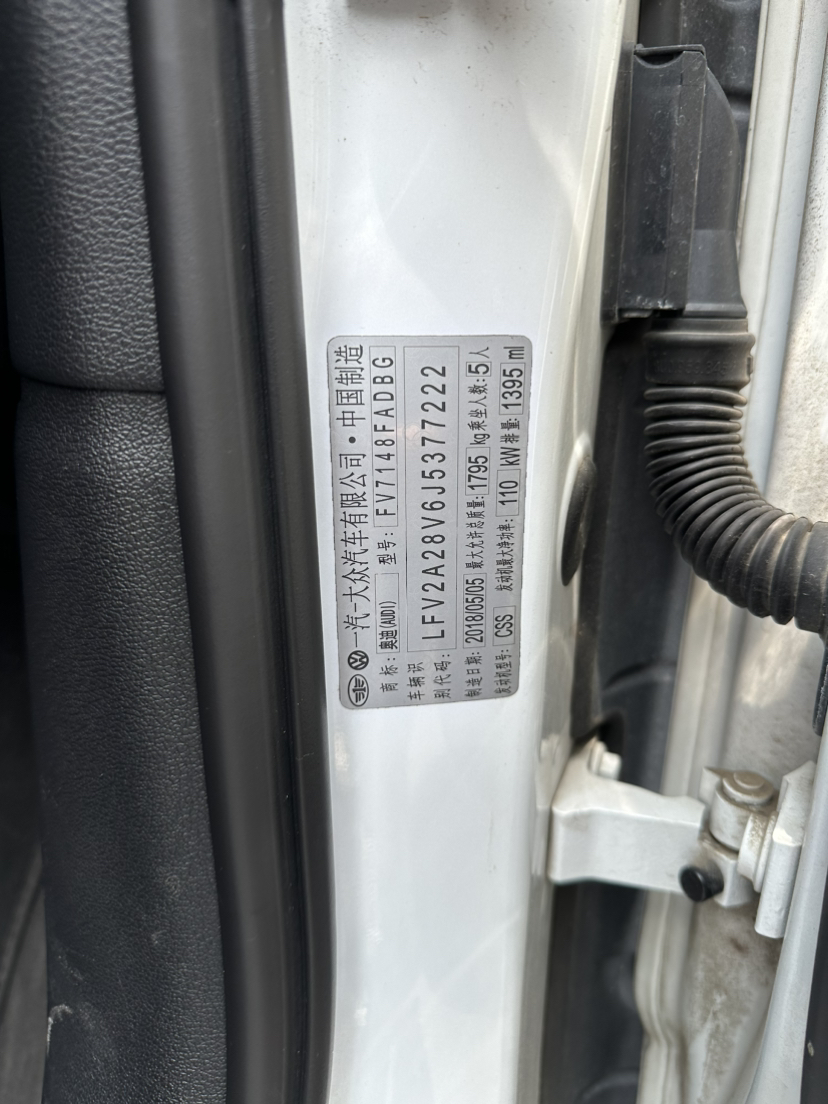 一汽-大众汽车有限公司·中国制造
商标: 奥迪(AUDI) 型号: FV7148FADBG
车辆识别代码: LFV2A28V6J5377222
制造日期: 2018/05/05 最大允许总质量: 1795 kg 乘坐人数: 5 人
发动机型号: CSS 发动机最大净功率: 110 kW 排量: 1395 ml